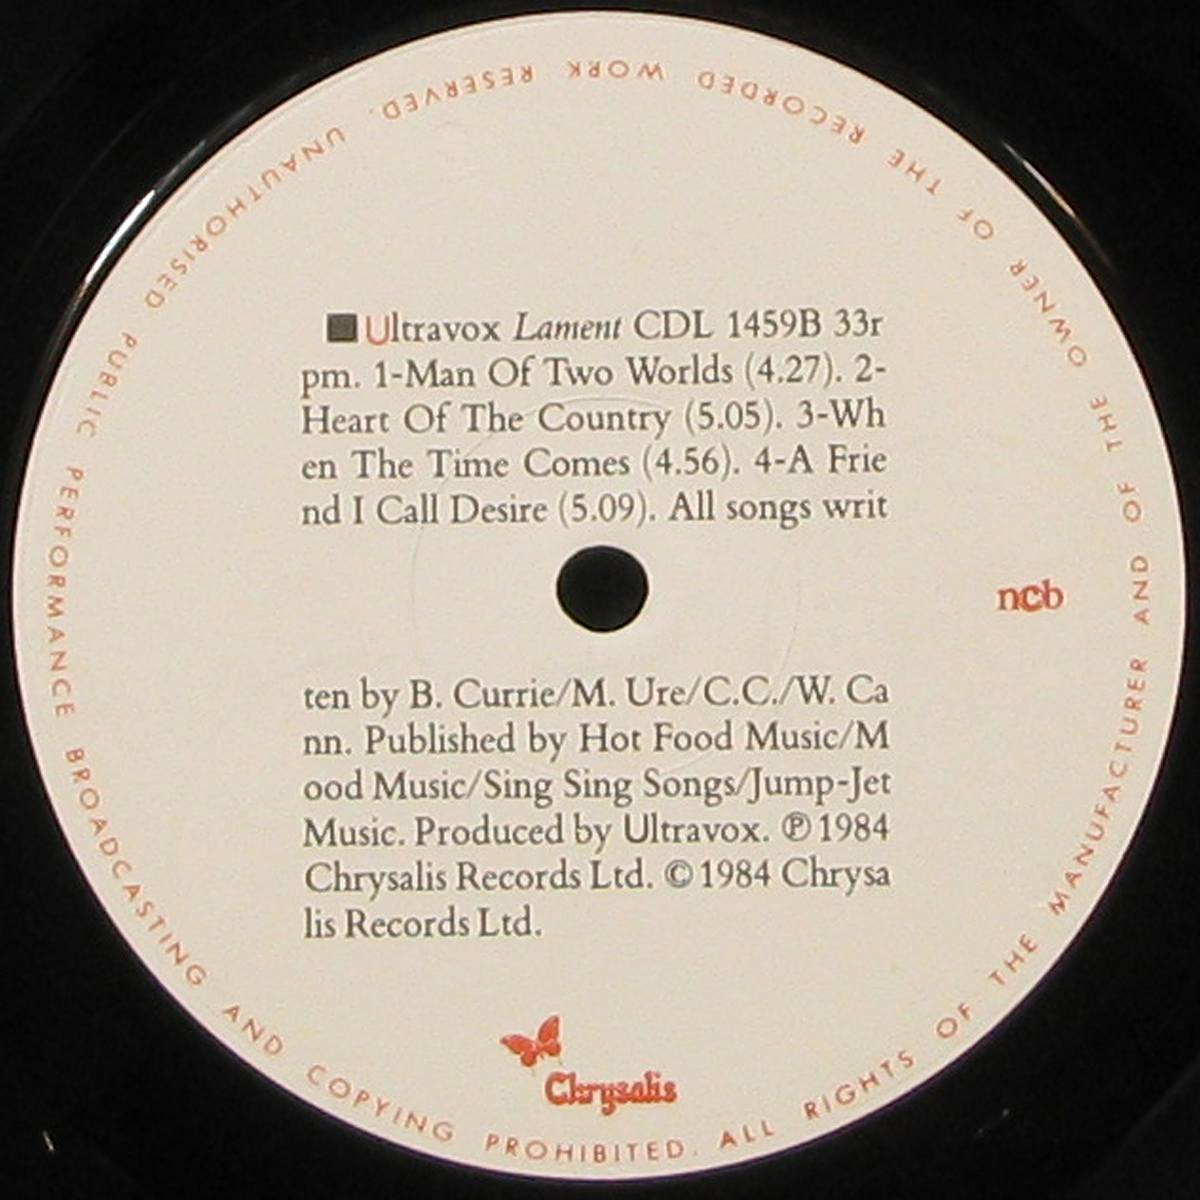 ■Ultravox Lament CDL 1459B 33r
pm. 1-Man Of Two Worlds (4.27). 2-
Heart Of The Country (5.05). 3-Wh
en The Time Comes (4.56). 4-A Frie
nd I Call Desire (5.09). All songs writ
ten by B. Currie/M. Ure/C.C./W. Ca
nn. Published by Hot Food Music/M
ood Music/Sing Sing Songs/Jump-Jet
Music. Produced by Ultravox. ℗1984
Chrysalis Records Ltd. ©1984 Chrysa
lis Records Ltd.
ncb
Chrysalis
ALL RIGHTS OF THE MANUFACTURER AND OF THE OWNER OF THE RECORDED WORK RESERVED. UNAUTHORISED PUBLIC PERFORMANCE BROADCASTING AND COPYING PROHIBITED.